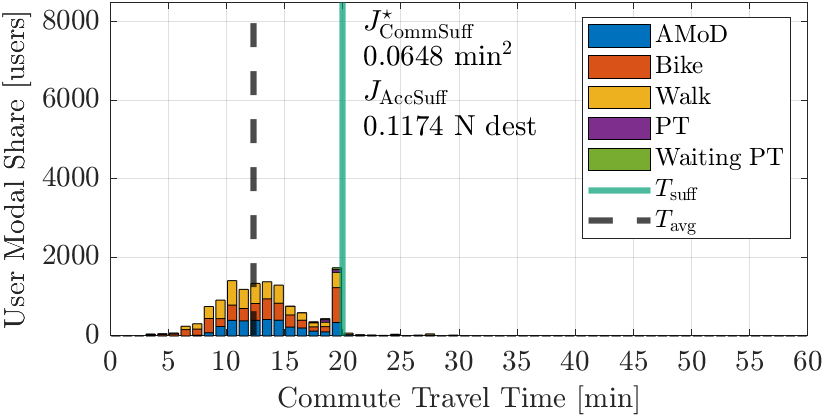 User Modal Share [users]
8000
6000
4000
2000
0
J⋆CommSuff
0.0648 min²
JAccSuff
0.1174 N dest
AMoD
Bike
Walk
PT
Waiting PT
Tsuff
Tavg
0 5 10 15 20 25 30 35 40 45 50 55 60
Commute Travel Time [min]